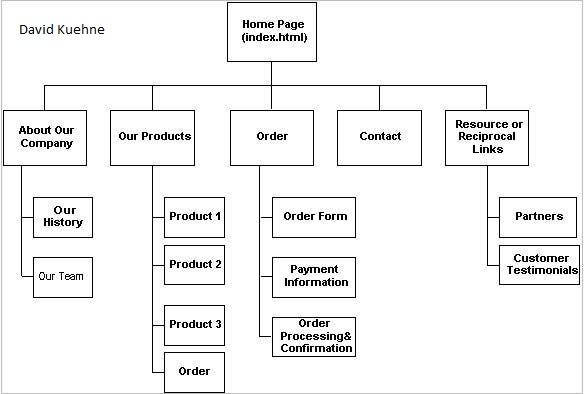 David Kuehne
Home Page
(index.html)
About Our
Company
Our Products
Order
Contact
Resource or
Reciprocal
Links
Our
History
Our Team
Product 1
Product 2
Product 3
Order
Order Form
Payment
Information
Order
Processing&
Confirmation
Partners
Customer
Testimonials